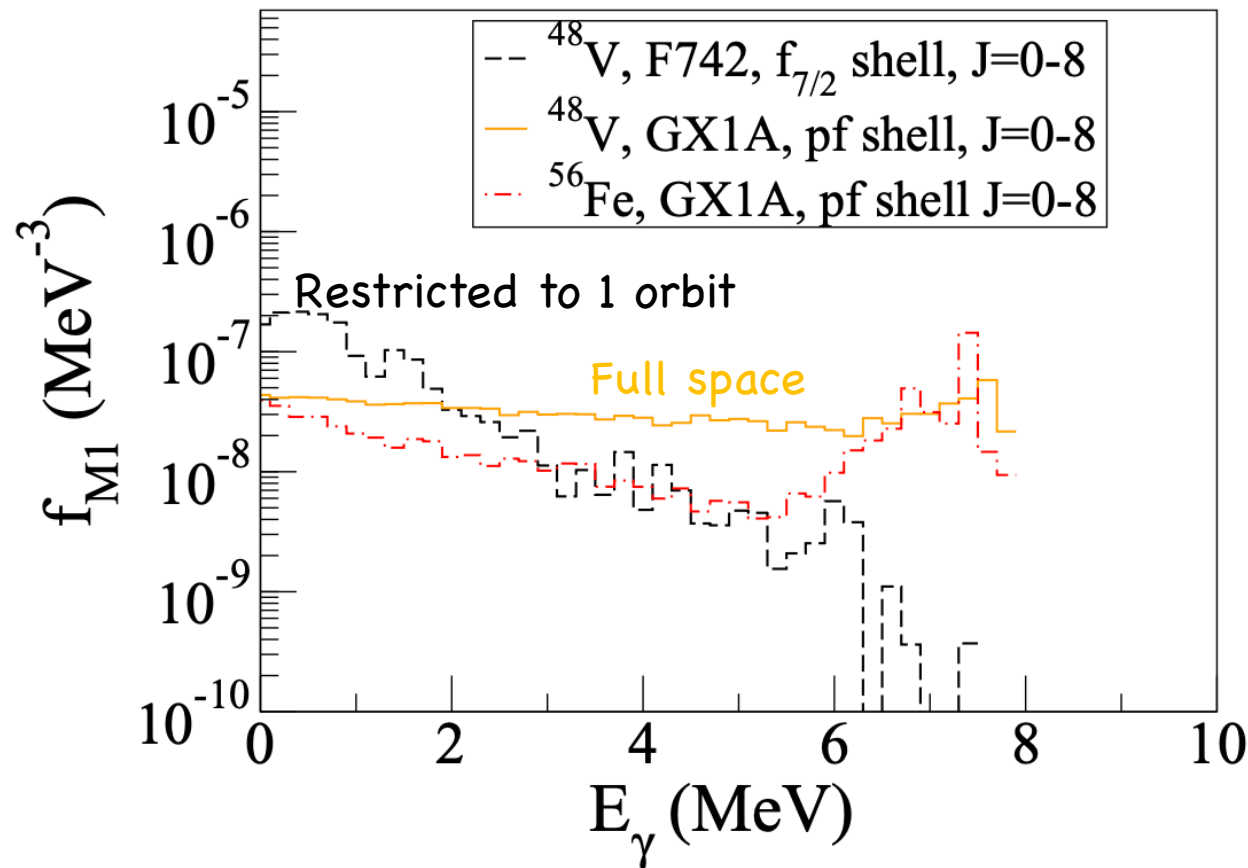 ⁴⁸V, F742, f₇/₂ shell, J=0-8
⁴⁸V, GX1A, pf shell, J=0-8
⁵⁶Fe, GX1A, pf shell J=0-8
Restricted to 1 orbit
Full space
f_M1 (MeV⁻³)
10⁻⁵
10⁻⁶
10⁻⁷
10⁻⁸
10⁻⁹
10⁻¹⁰
0 2 4 6 8 10
E_γ (MeV)